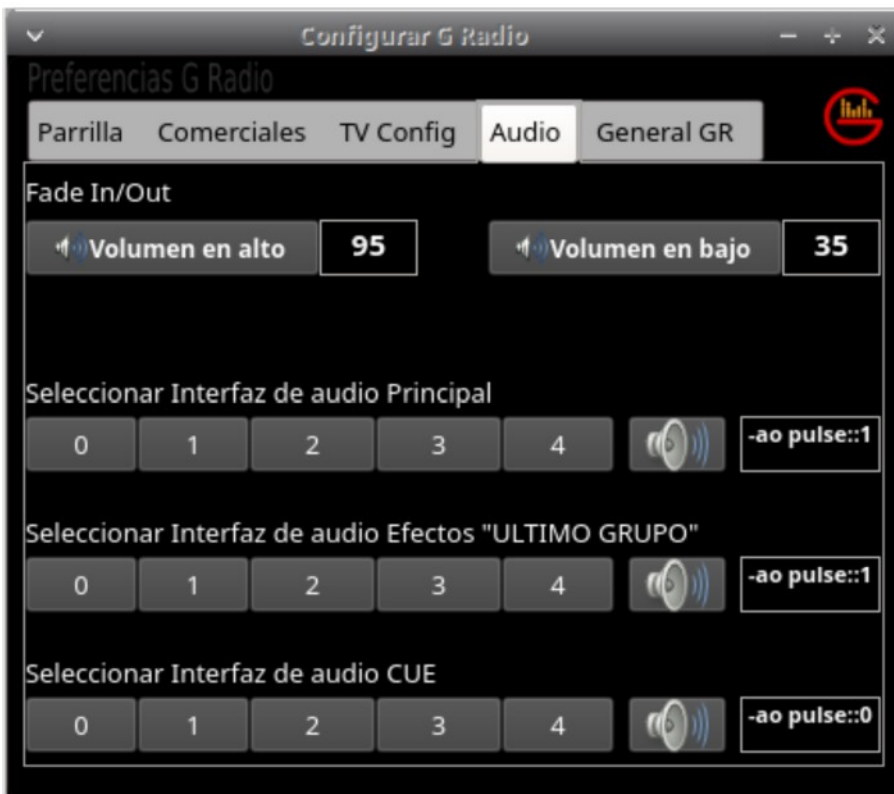 Configurar G Radio
Preferencias G Radio
Parrilla Comerciales TV Config Audio General GR
Fade In/Out
Volumen en alto 95 Volumen en bajo 35
Seleccionar Interfaz de audio Principal
0 1 2 3 4 -ao pulse::1
Seleccionar Interfaz de audio Efectos "ULTIMO GRUPO"
0 1 2 3 4 -ao pulse::1
Seleccionar Interfaz de audio CUE
0 1 2 3 4 -ao pulse::0